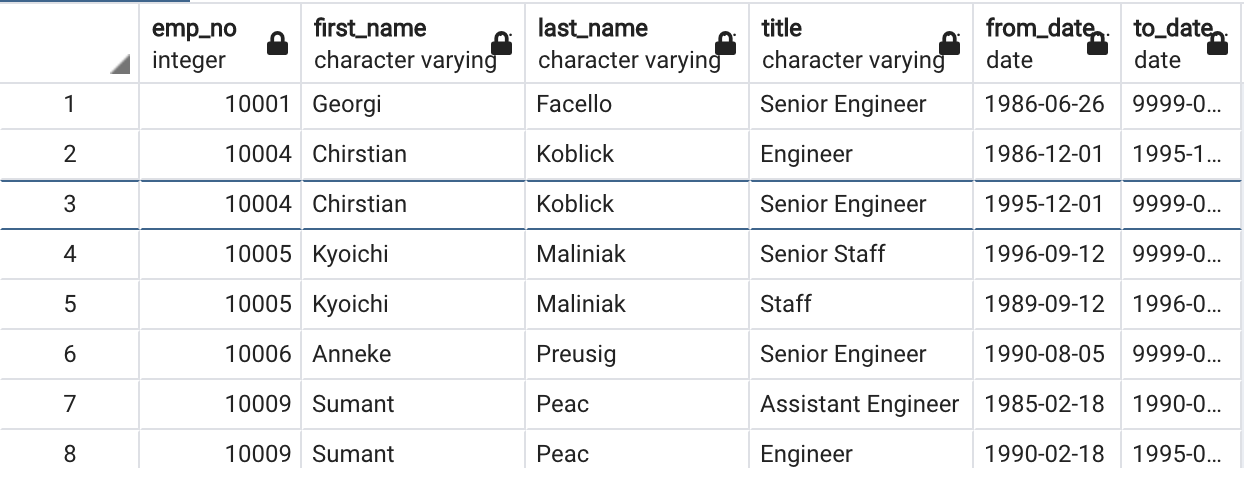 emp_no first_name last_name title from_date to_date
integer character varying character varying character varying date date
1 10001 Georgi Facello Senior Engineer 1986-06-26 9999-0...
2 10004 Chirstian Koblick Engineer 1986-12-01 1995-1...
3 10004 Chirstian Koblick Senior Engineer 1995-12-01 9999-0...
4 10005 Kyoichi Maliniak Senior Staff 1996-09-12 9999-0...
5 10005 Kyoichi Maliniak Staff 1989-09-12 1996-0...
6 10006 Anneke Preusig Senior Engineer 1990-08-05 9999-0...
7 10009 Sumant Peac Assistant Engineer 1985-02-18 1990-0...
8 10009 Sumant Peac Engineer 1990-02-18 1995-0...